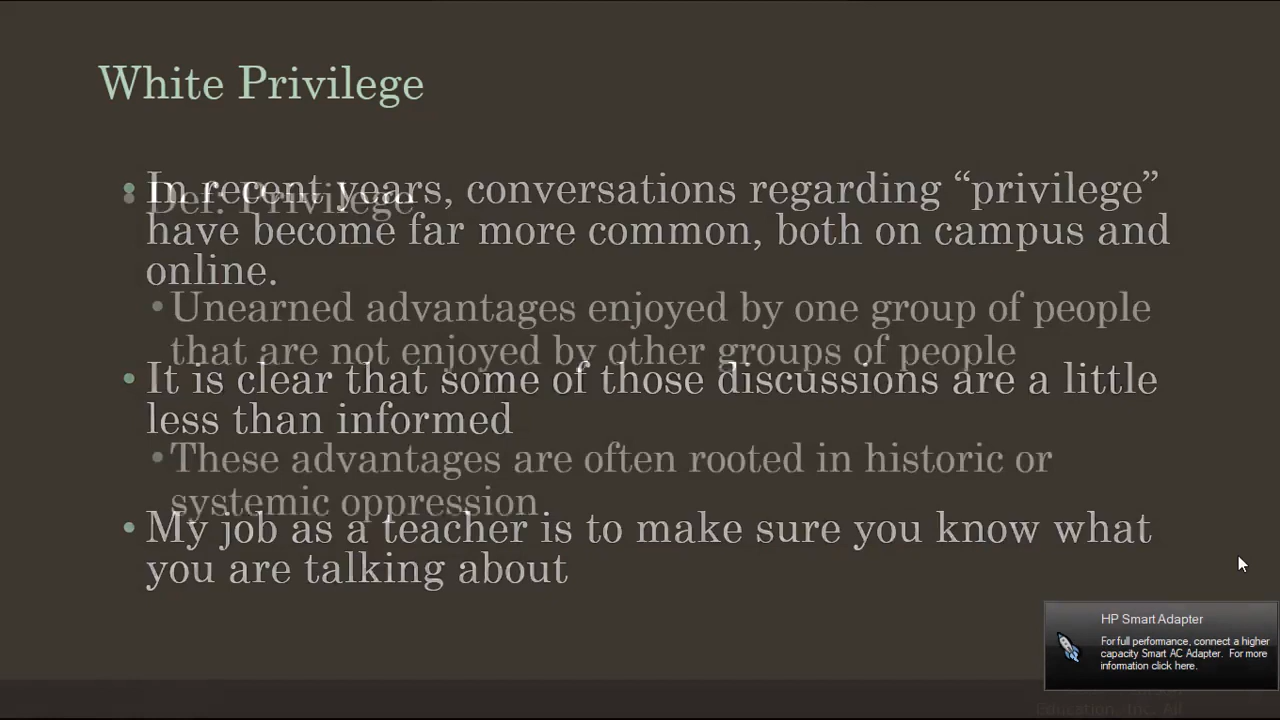 White Privilege
• In recent years, conversations regarding “privilege”
have become far more common, both on campus and
online.
• It is clear that some of those discussions are a little
less than informed
• My job as a teacher is to make sure you know what
you are talking about
• Def: Privilege
• Unearned advantages enjoyed by one group of people
that are not enjoyed by other groups of people
• These advantages are often rooted in historic or
systemic oppression.
HP Smart Adapter
For full performance, connect a higher
capacity Smart AC Adapter. For more
information click here.
Education, Inc. All